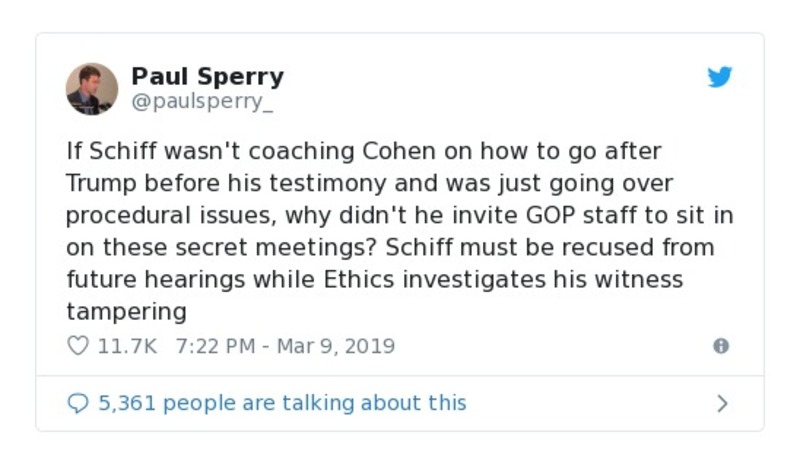 Paul Sperry
@paulsperry_
If Schiff wasn't coaching Cohen on how to go after
Trump before his testimony and was just going over
procedural issues, why didn't he invite GOP staff to sit in
on these secret meetings? Schiff must be recused from
future hearings while Ethics investigates his witness
tampering
11.7K 7:22 PM - Mar 9, 2019
5,361 people are talking about this